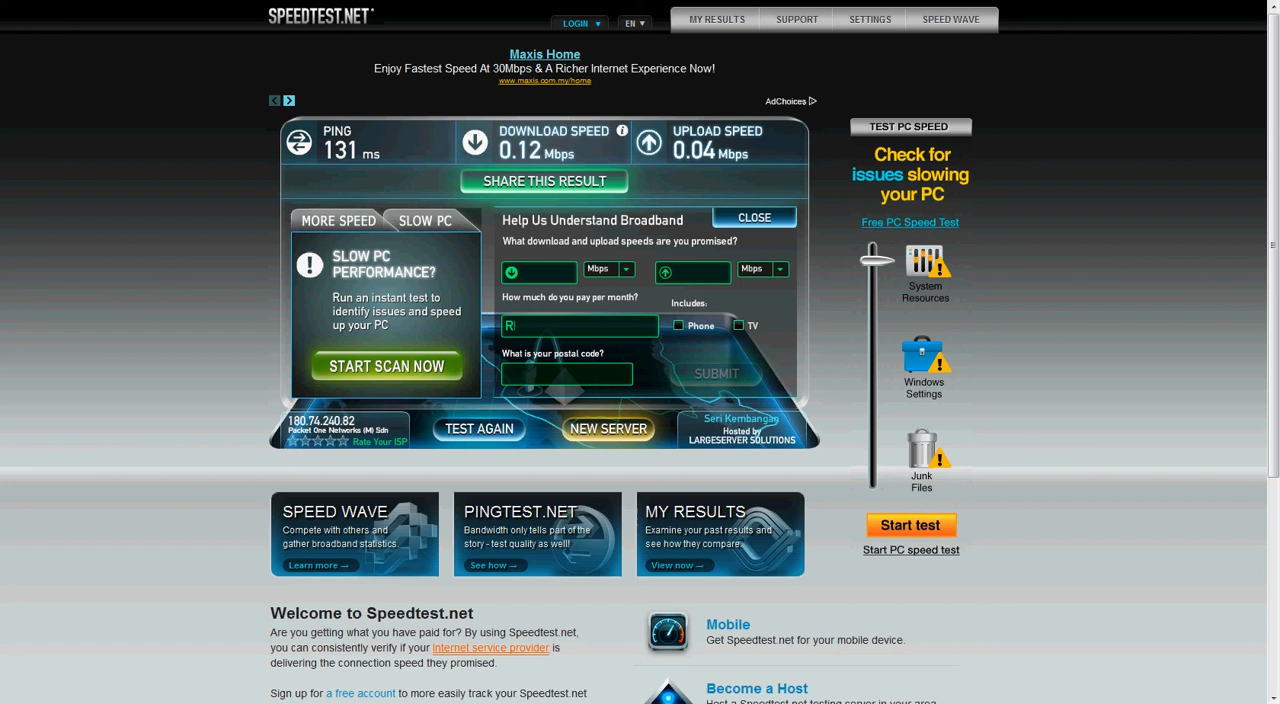 SPEEDTEST.NET
LOGIN
EN
MY RESULTS
SUPPORT
SETTINGS
SPEED WAVE
Maxis Home
Enjoy Fastest Speed At 30Mbps & A Richer Internet Experience Now!
www.maxis.com.my/home
AdChoices
PING
131 ms
DOWNLOAD SPEED
0.12 Mbps
UPLOAD SPEED
0.04 Mbps
SHARE THIS RESULT
MORE SPEED
SLOW PC
SLOW PC
PERFORMANCE?
Run an instant test to
identify issues and speed
up your PC
START SCAN NOW
Help Us Understand Broadband
CLOSE
What download and upload speeds are you promised?
Mbps
Mbps
How much do you pay per month?
Includes:
R
Phone
TV
What is your postal code?
SUBMIT
180.74.240.82
Packet One Networks (M) Sdn
Rate Your ISP
TEST AGAIN
NEW SERVER
Seri Kembangan
Hosted by
LARGESERVER SOLUTIONS
TEST PC SPEED
Check for
issues slowing
your PC
Free PC Speed Test
System
Resources
Windows
Settings
Junk
Files
Start test
Start PC speed test
SPEED WAVE
Compete with others and
gather broadband statistics.
Learn more
PINGTEST.NET
Bandwidth only tells part of the
story - test quality as well!
See how
MY RESULTS
Examine your past results and
see how they compare.
View now
Welcome to Speedtest.net
Are you getting what you have paid for? By using Speedtest.net,
you can consistently verify if your Internet service provider is
delivering the connection speed they promised.
Sign up for a free account to more easily track your Speedtest.net
Mobile
Get Speedtest.net for your mobile device.
Become a Host
Host a Speedtest.net testing server in your area